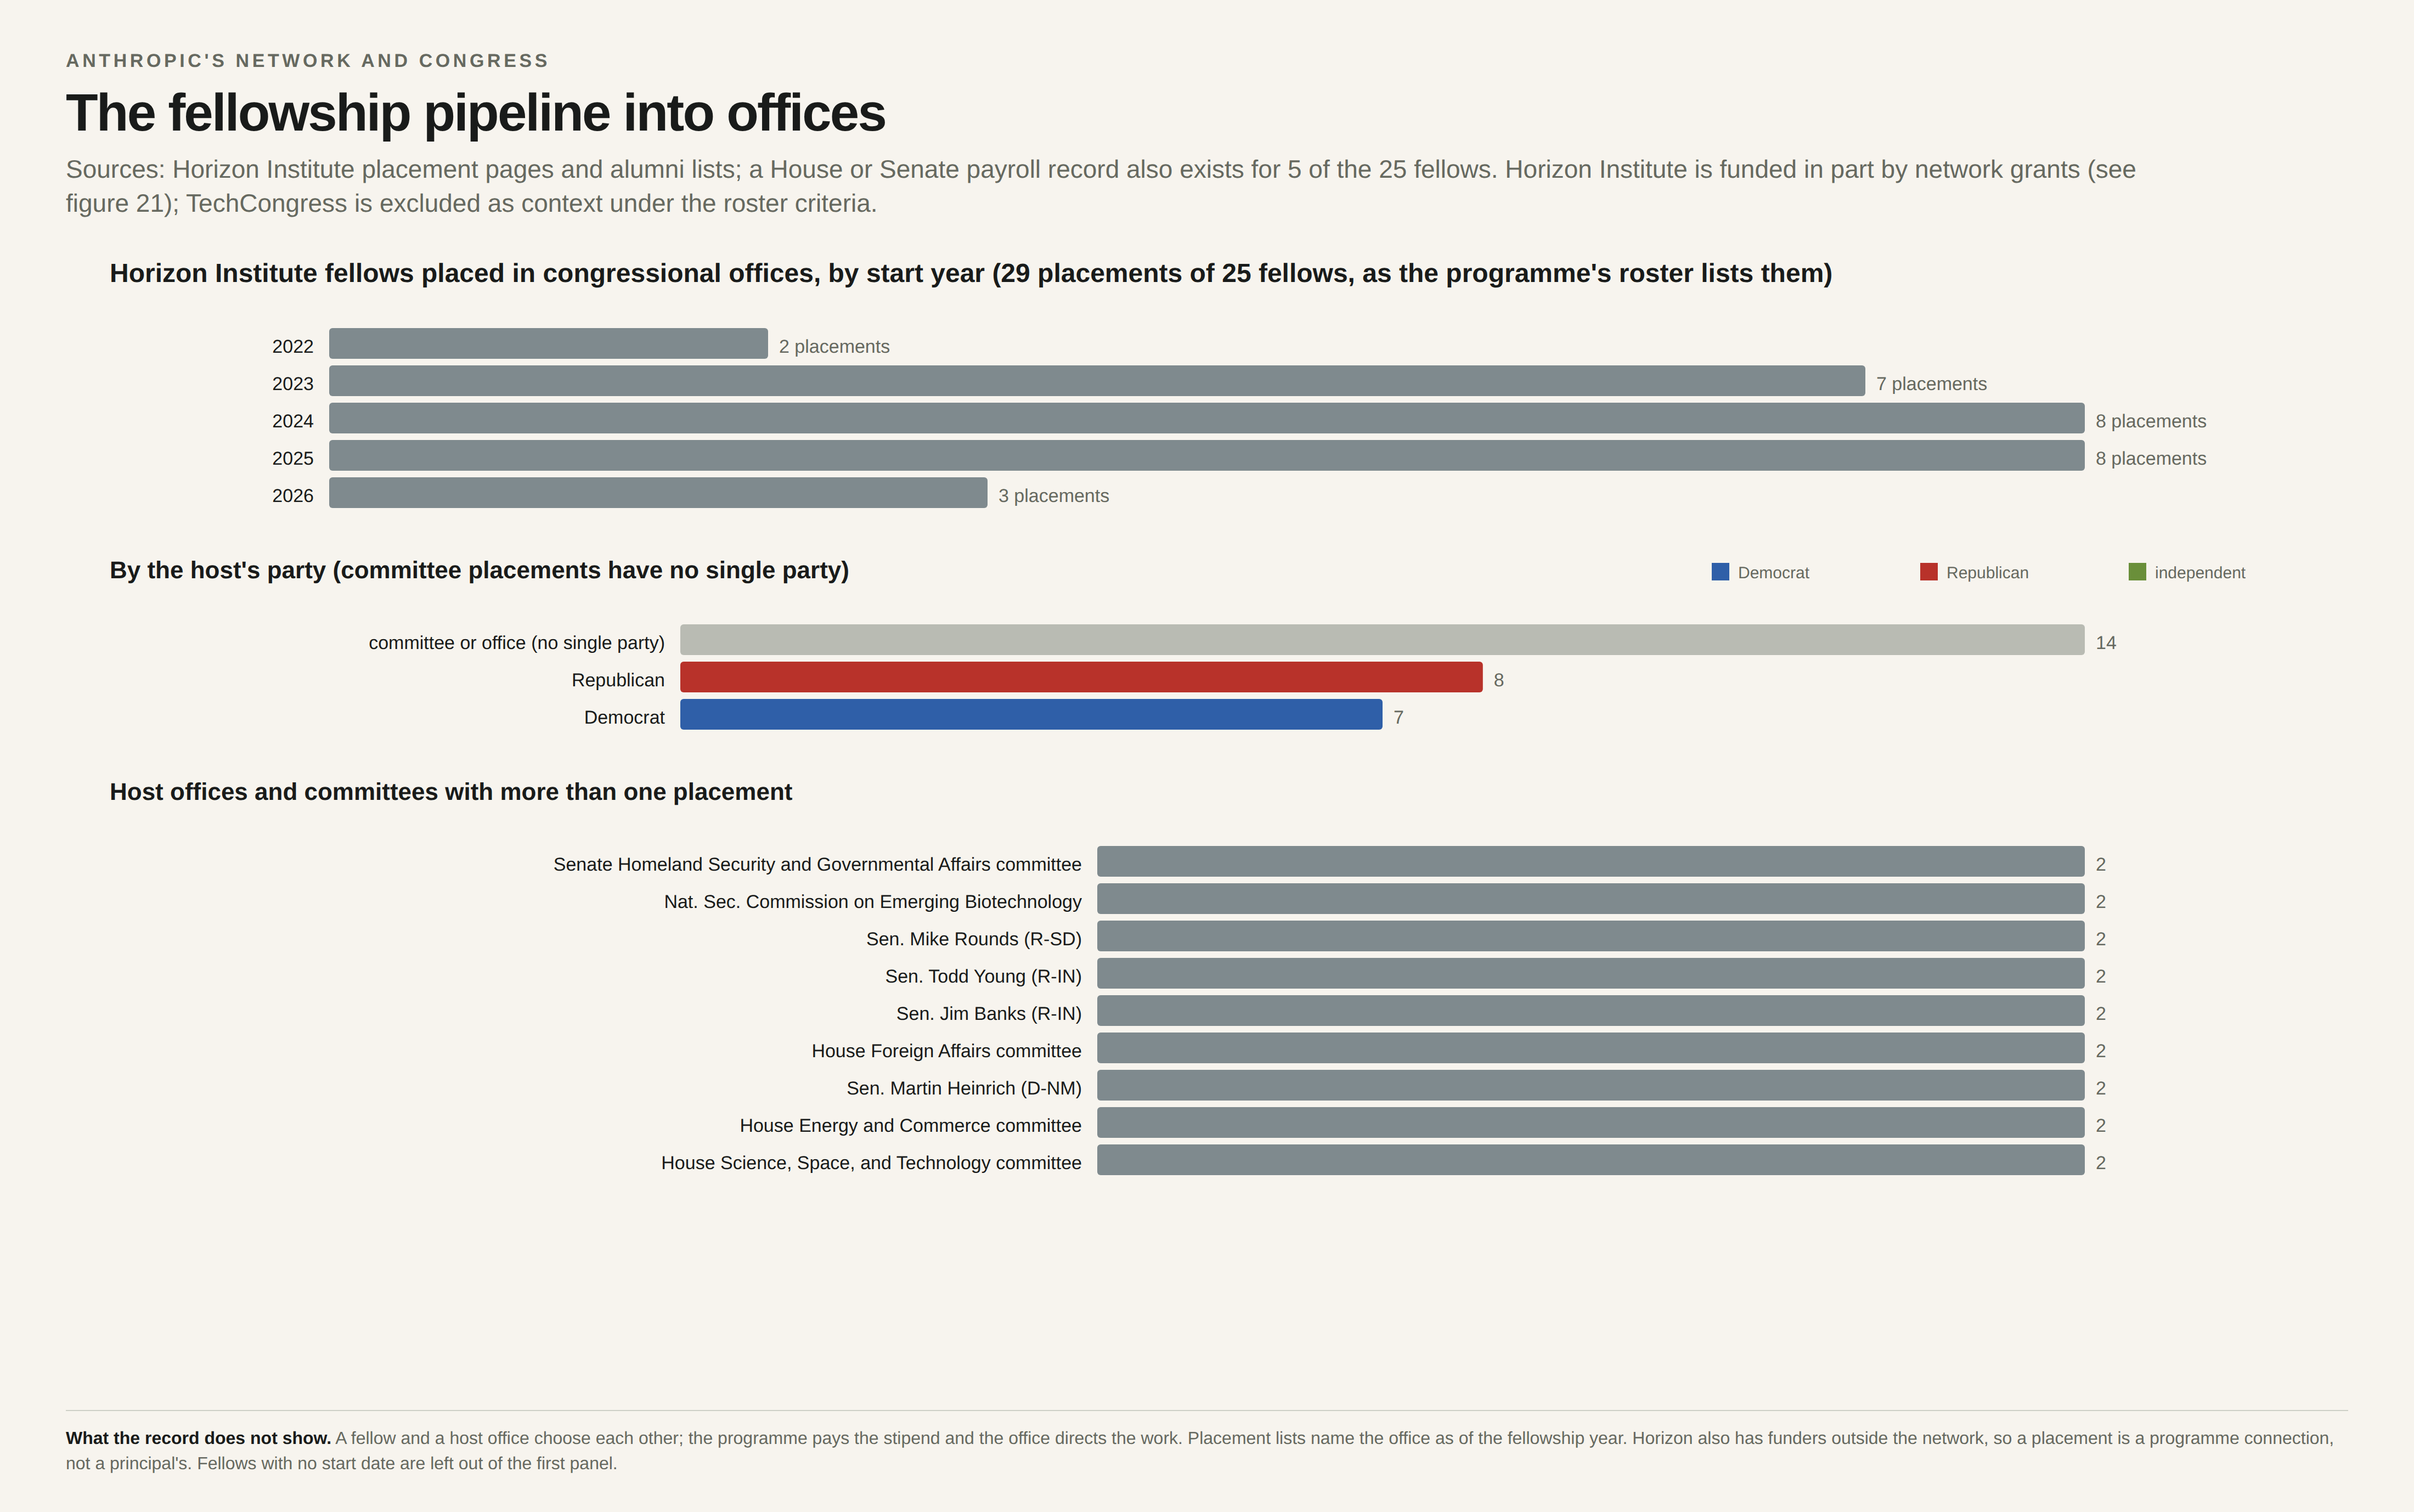 ANTHROPIC'S NETWORK AND CONGRESS
The fellowship pipeline into offices
Sources: Horizon Institute placement pages and alumni lists; a House or Senate payroll record also exists for 5 of the 25 fellows. Horizon Institute is funded in part by network grants (see
figure 21); TechCongress is excluded as context under the roster criteria.
Horizon Institute fellows placed in congressional offices, by start year (29 placements of 25 fellows, as the programme's roster lists them)
2022 2 placements
2023 7 placements
2024 8 placements
2025 8 placements
2026 3 placements
By the host's party (committee placements have no single party) Democrat Republican independent
committee or office (no single party) 14
Republican 8
Democrat 7
Host offices and committees with more than one placement
Senate Homeland Security and Governmental Affairs committee 2
Nat. Sec. Commission on Emerging Biotechnology 2
Sen. Mike Rounds (R-SD) 2
Sen. Todd Young (R-IN) 2
Sen. Jim Banks (R-IN) 2
House Foreign Affairs committee 2
Sen. Martin Heinrich (D-NM) 2
House Energy and Commerce committee 2
House Science, Space, and Technology committee 2
What the record does not show. A fellow and a host office choose each other; the programme pays the stipend and the office directs the work. Placement lists name the office as of the fellowship year. Horizon also has funders outside the network, so a placement is a programme connection,
not a principal's. Fellows with no start date are left out of the first panel.